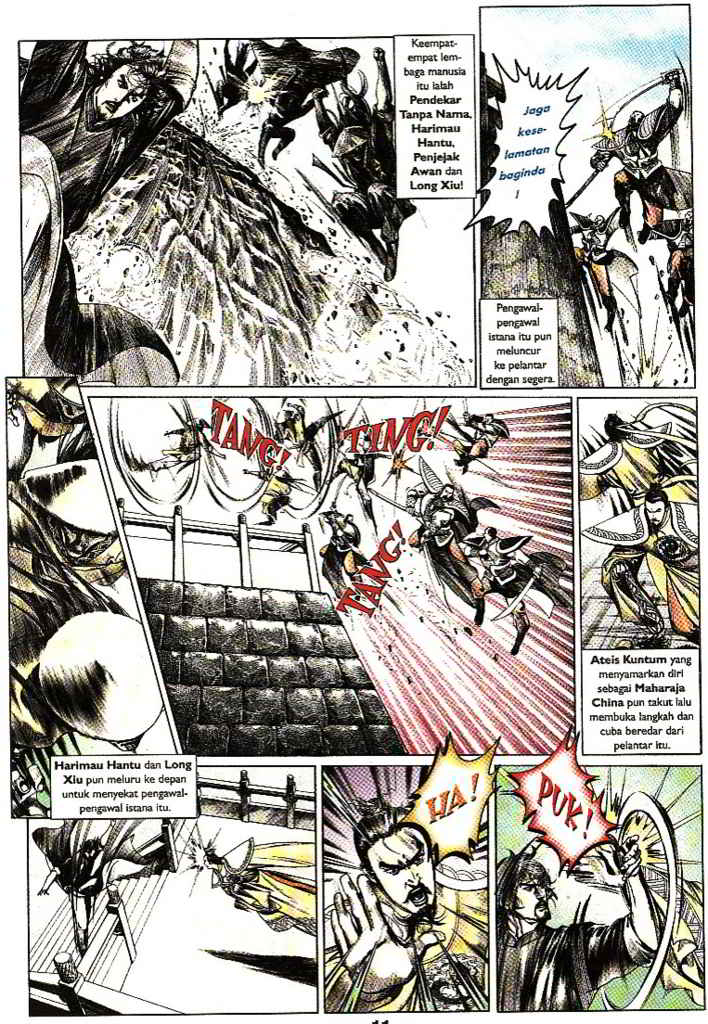 Keempat-
empat lem-
baga manusia
itu ialah
Pendekar
Tanpa Nama,
Harimau
Hantu,
Penjejak
Awan dan
Long Xiu!
Jaga
kese-
lamatan
baginda
!
Pengawal-
pengawal
istana itu pun
meluncur
ke pelantar
dengan segera.
TANG!
TING!
TANG!
Ateis Kuntum yang
menyamarkan diri
sebagai Maharaja
China pun takut lalu
membuka langkah dan
cuba beredar dari
pelantar itu.
Harimau Hantu dan Long
Xiu pun meluru ke depan
untuk menyekat pengawal-
pengawal istana itu.
HA!
PUK!
11